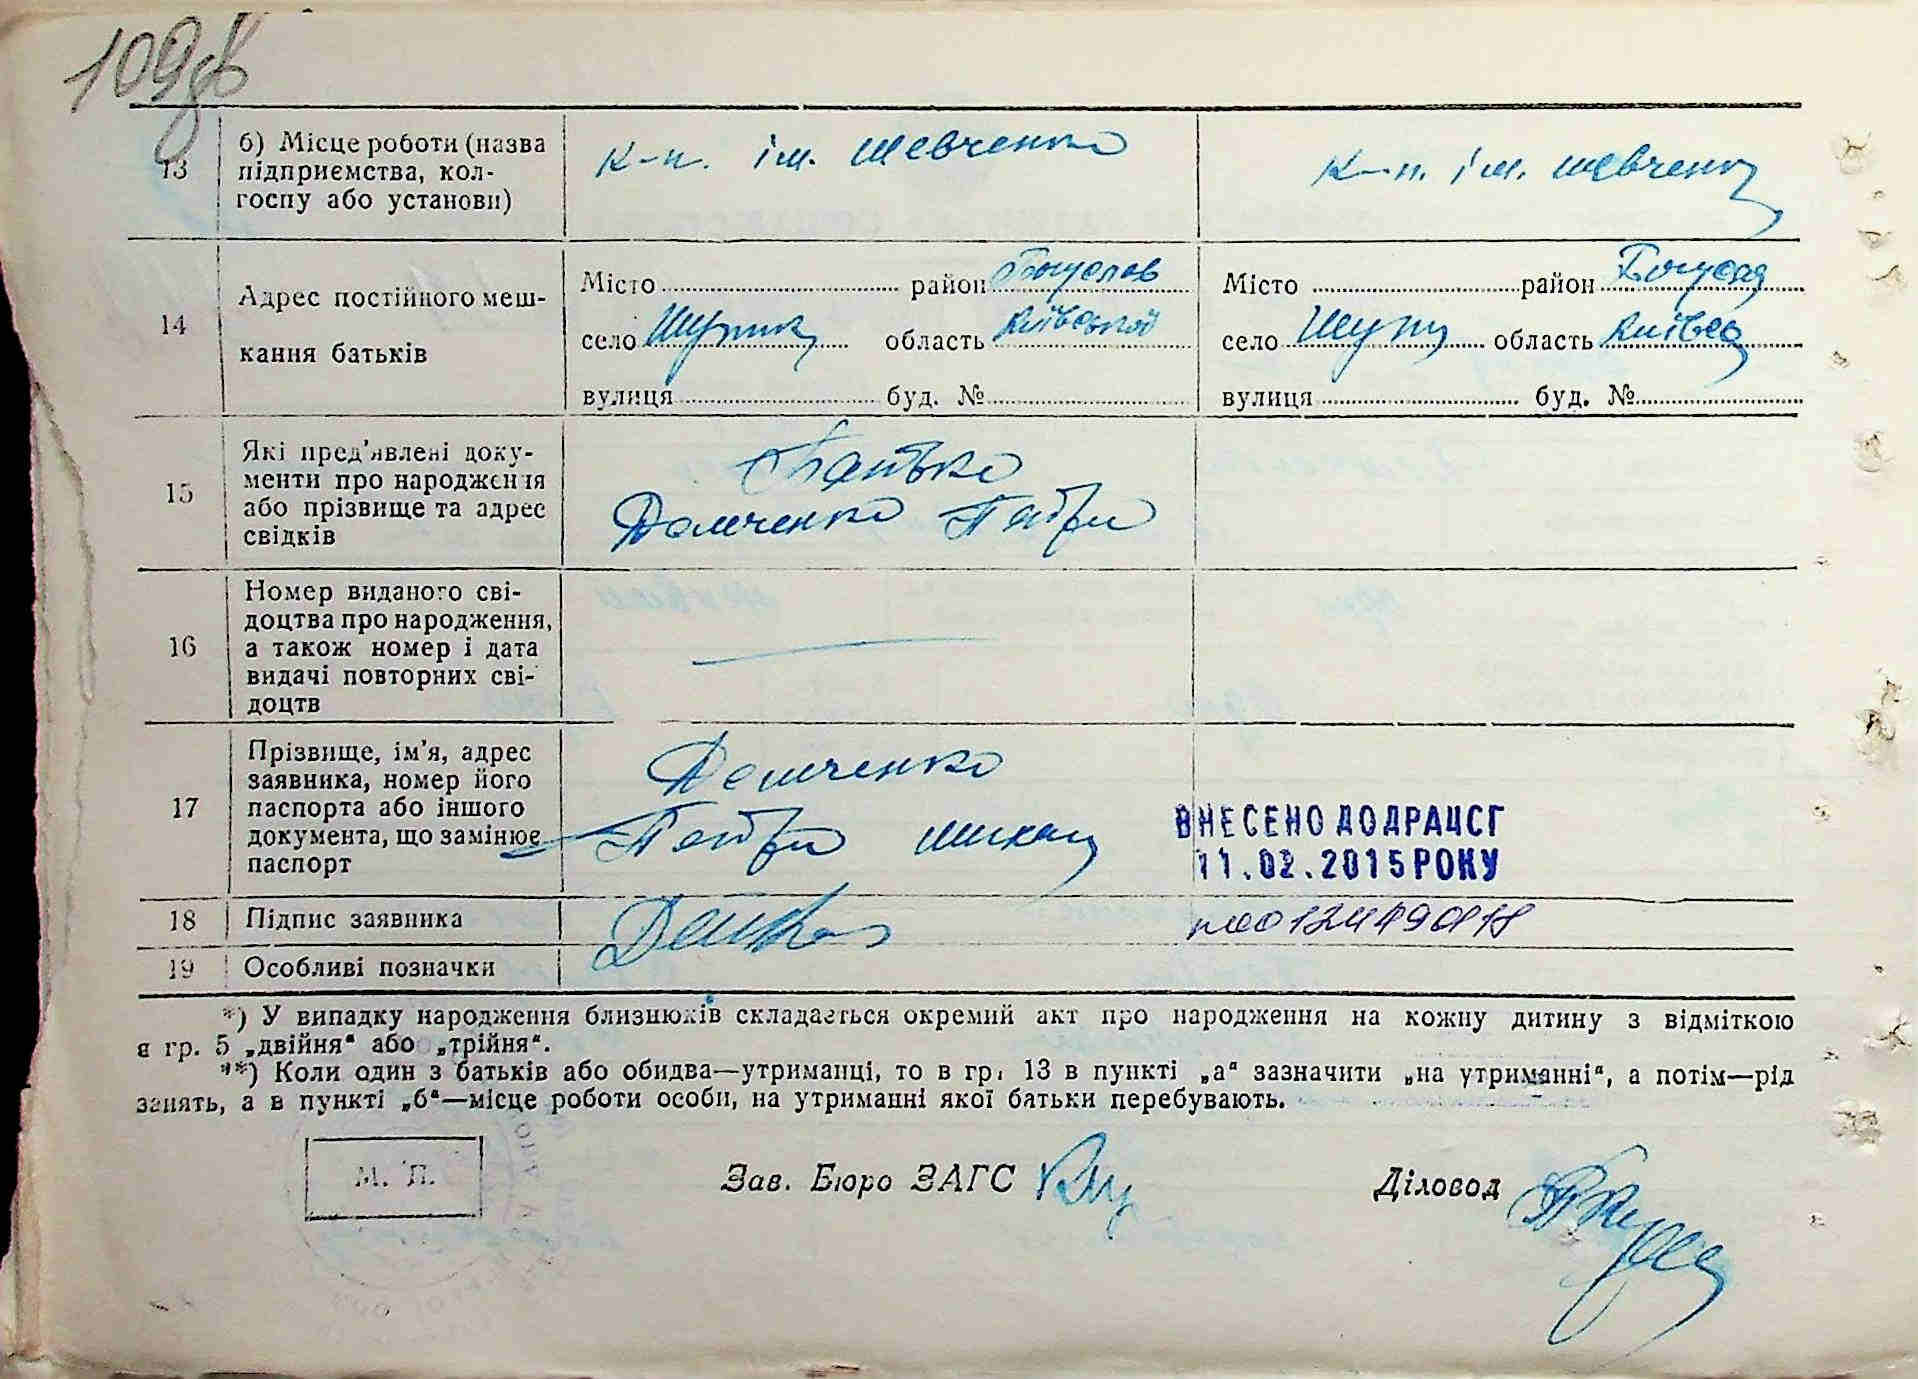 109зв
13 б) Місце роботи (назва підприємства, колгоспу або установи) к-п. ім. Шевченка к-п. ім. Шевченк
14 Адрес постійного мешкання батьків
Місто район Богуслав Місто район Богуслав
село область Київської село область Київсь
вулиця буд. № вулиця буд. №
15 Які пред'явлені документи про народження або прізвище та адрес свідків
Батько
Демченко Петро
16 Номер виданого свідоцтва про народження, а також номер і дата видачі повторних свідоцтв
17 Прізвище, ім'я, адрес заявника, номер його паспорта або іншого документа, що замінює паспорт
Демченко
Петро Михай
ВНЕСЕНО ДО ДРАЦСГ
11.02.2015 РОКУ
18 Підпис заявника
19 Особливі позначки
*) У випадку народження близнюків складається окремий акт про народження на кожну дитину з відміткою
в гр. 5 „двійня“ або „трійня“.
**) Коли один з батьків або обидва—утриманці, то в гр. 13 в пункті „а“ зазначити „на утриманні“, а потім—рід
занять, а в пункті „б“—місце роботи особи, на утриманні якої батьки перебувають.
М. П. Зав. Бюро ЗАГС Діловод